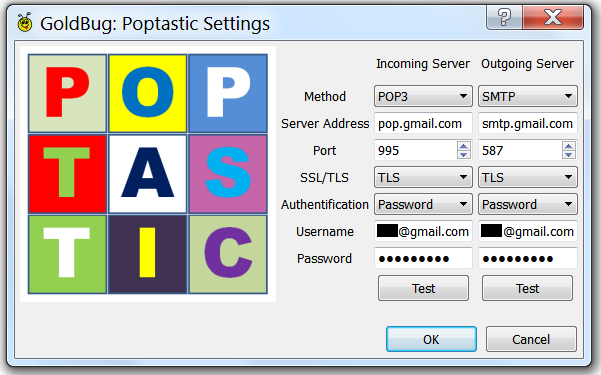 GoldBug: Poptastic Settings
P O P
T A S
T I C
Incoming Server Outgoing Server
Method POP3 SMTP
Server Address pop.gmail.com smtp.gmail.com
Port 995 587
SSL/TLS TLS TLS
Authentification Password Password
Username @gmail.com @gmail.com
Password ●●●●●●●●● ●●●●●●●●●
Test Test
OK Cancel